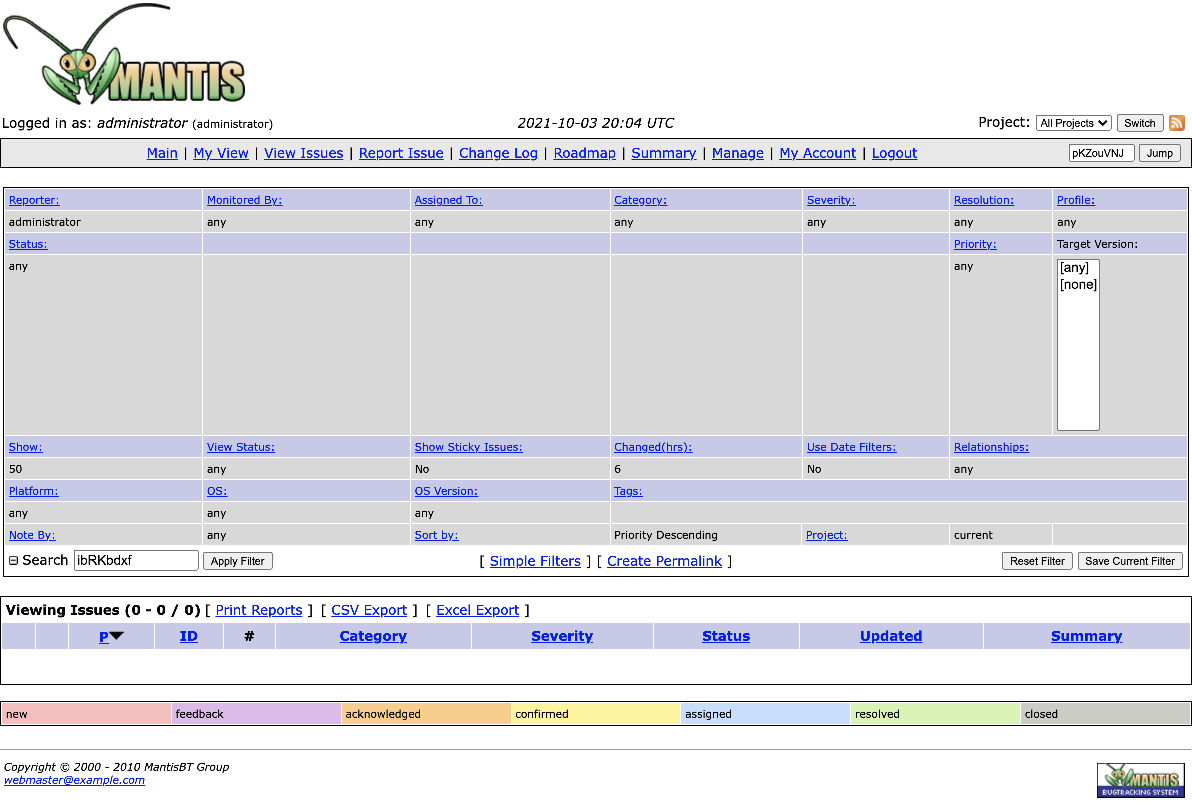 MANTIS
Logged in as: administrator (administrator) 2021-10-03 20:04 UTC Project: All Projects Switch
Main | My View | View Issues | Report Issue | Change Log | Roadmap | Summary | Manage | My Account | Logout pKZouVNJ Jump
Reporter: Monitored By: Assigned To: Category: Severity: Resolution: Profile:
administrator any any any any any any
Status: Priority: Target Version:
any any [any]
[none]
Show: View Status: Show Sticky Issues: Changed(hrs): Use Date Filters: Relationships:
50 any No 6 No any
Platform: OS: OS Version: Tags:
any any any
Note By: any Sort by: Priority Descending Project: current
Search ibRKbdxf Apply Filter [ Simple Filters ] [ Create Permalink ] Reset Filter Save Current Filter
Viewing Issues (0 - 0 / 0) [ Print Reports ] [ CSV Export ] [ Excel Export ]
P ID # Category Severity Status Updated Summary
new feedback acknowledged confirmed assigned resolved closed
Copyright © 2000 - 2010 MantisBT Group
webmaster@example.com
MANTIS
BUGTRACKING SYSTEM